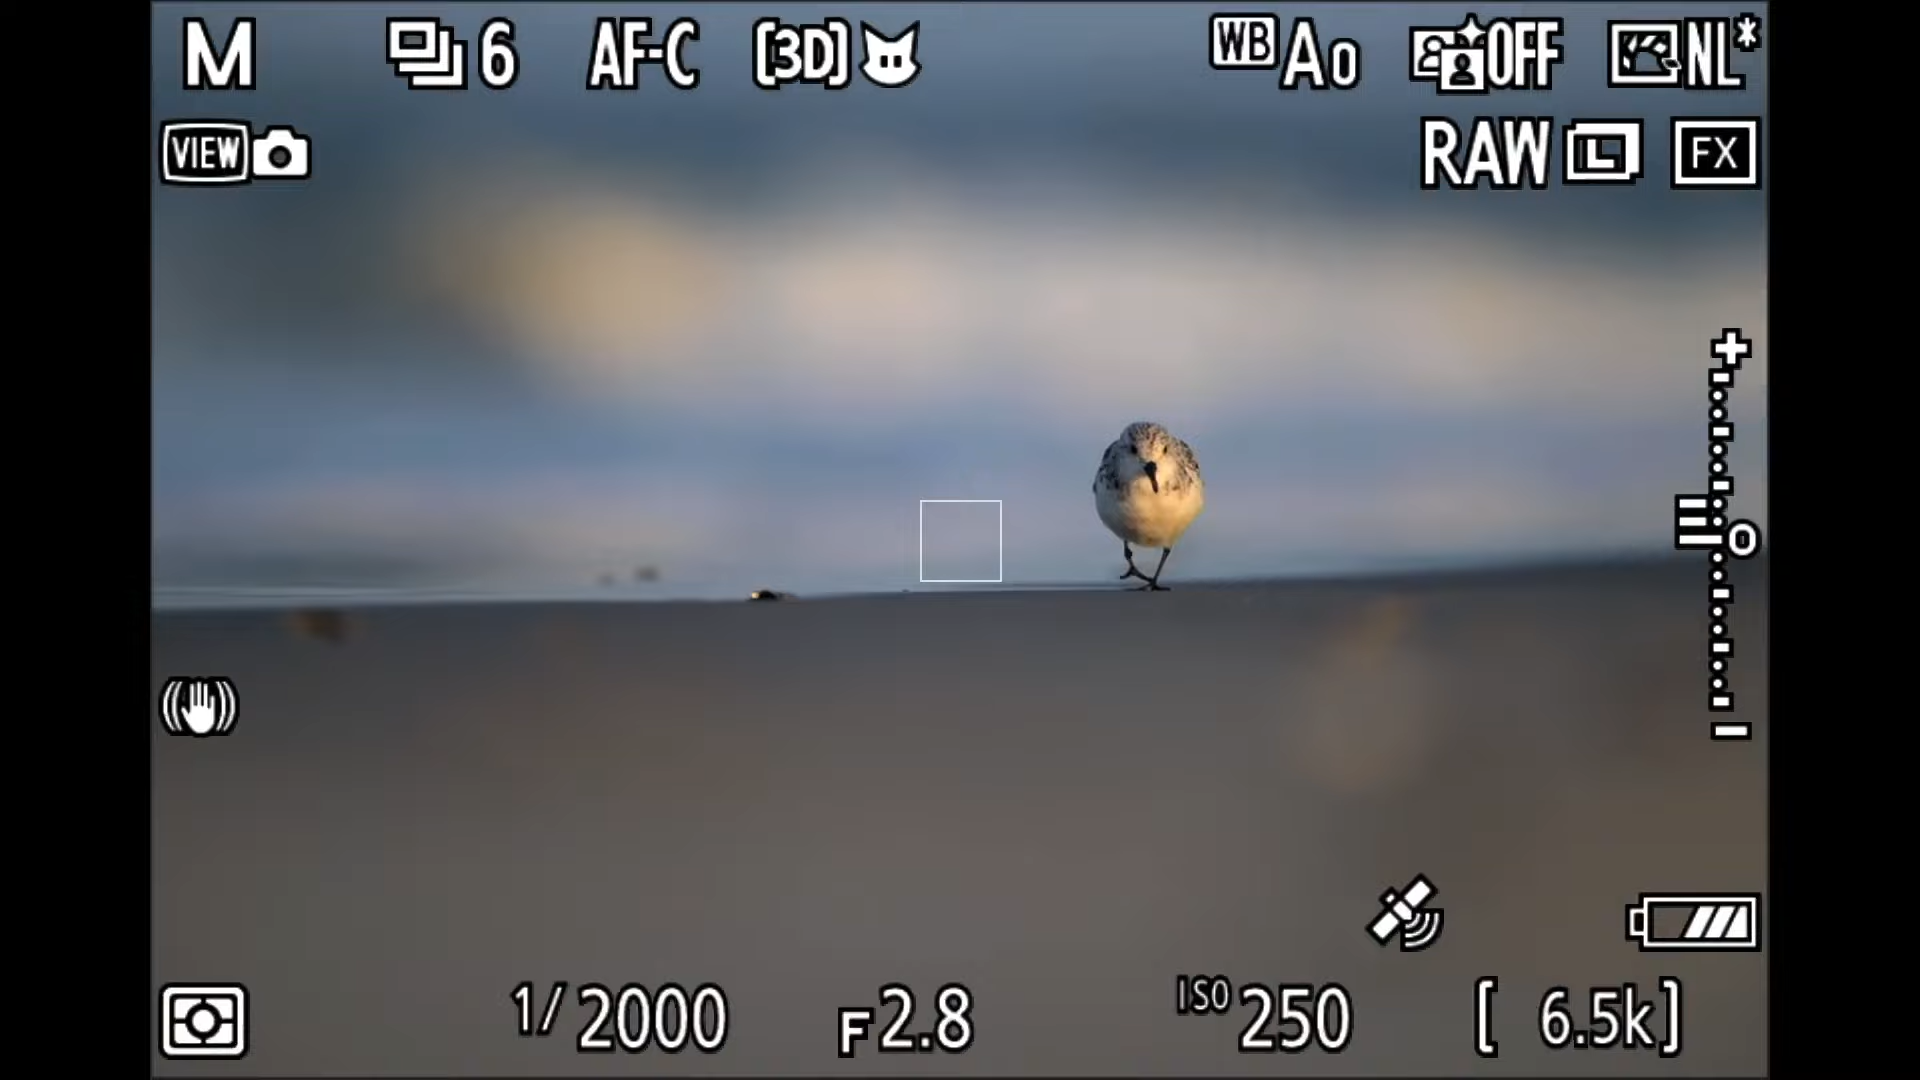 M 6 AF-C [3D] WB A0 OFF NL*
VIEW RAW L FX
+
0
-
1/2000 F2.8 ISO 250 [ 6.5k]